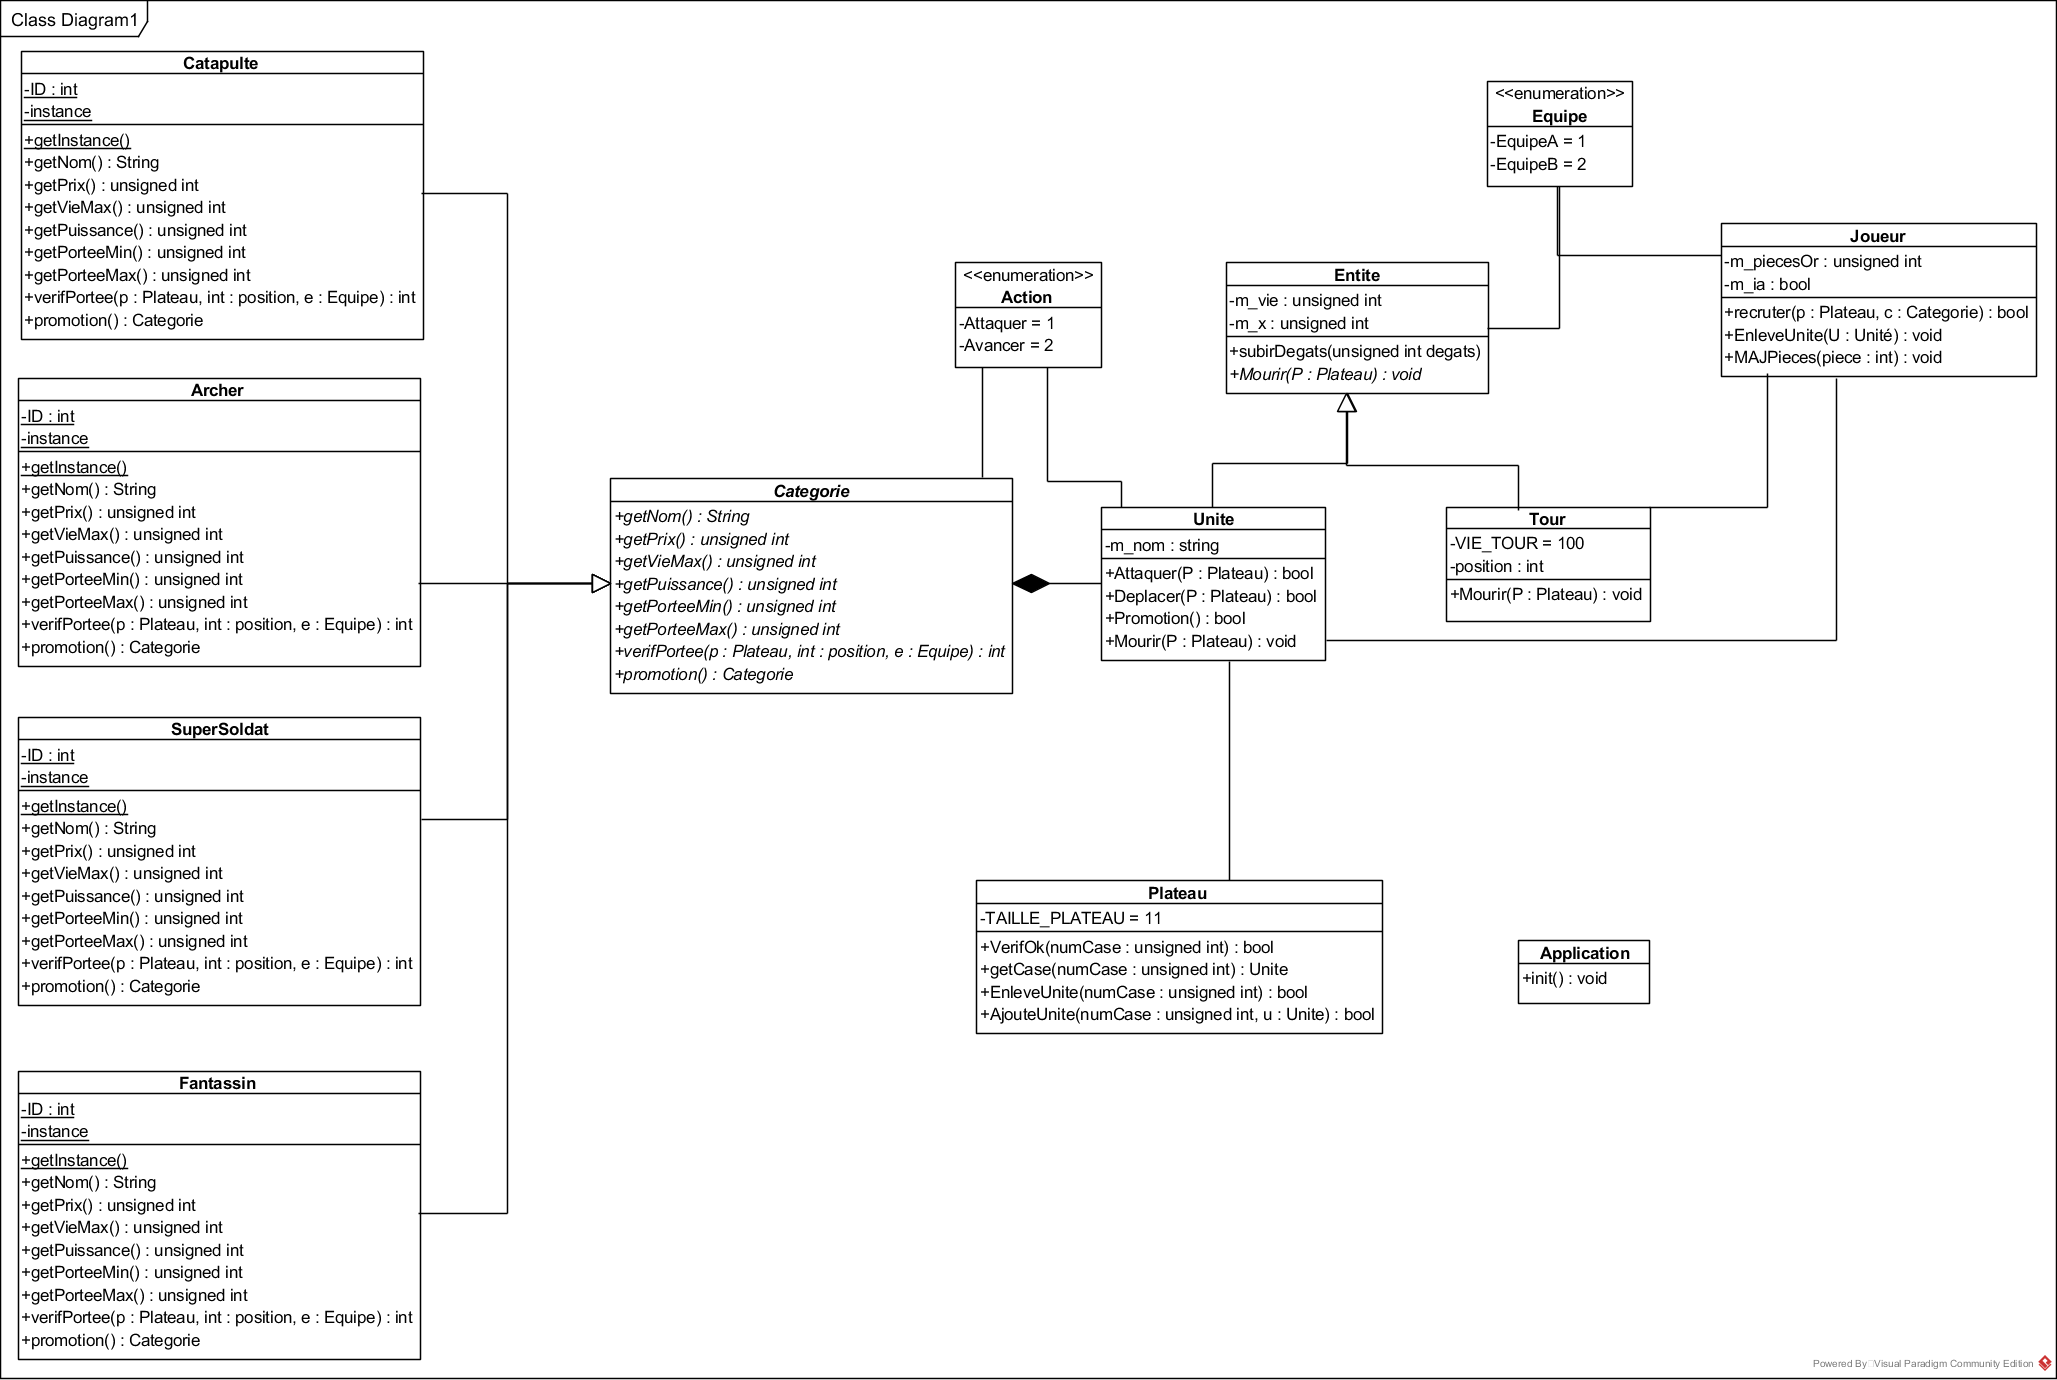 Class Diagram1
Catapulte
-ID : int
-instance
+getInstance()
+getNom() : String
+getPrix() : unsigned int
+getVieMax() : unsigned int
+getPuissance() : unsigned int
+getPorteeMin() : unsigned int
+getPorteeMax() : unsigned int
+verifPortee(p : Plateau, int : position, e : Equipe) : int
+promotion() : Categorie
Archer
-ID : int
-instance
+getInstance()
+getNom() : String
+getPrix() : unsigned int
+getVieMax() : unsigned int
+getPuissance() : unsigned int
+getPorteeMin() : unsigned int
+getPorteeMax() : unsigned int
+verifPortee(p : Plateau, int : position, e : Equipe) : int
+promotion() : Categorie
SuperSoldat
-ID : int
-instance
+getInstance()
+getNom() : String
+getPrix() : unsigned int
+getVieMax() : unsigned int
+getPuissance() : unsigned int
+getPorteeMin() : unsigned int
+getPorteeMax() : unsigned int
+verifPortee(p : Plateau, int : position, e : Equipe) : int
+promotion() : Categorie
Fantassin
-ID : int
-instance
+getInstance()
+getNom() : String
+getPrix() : unsigned int
+getVieMax() : unsigned int
+getPuissance() : unsigned int
+getPorteeMin() : unsigned int
+getPorteeMax() : unsigned int
+verifPortee(p : Plateau, int : position, e : Equipe) : int
+promotion() : Categorie
Categorie
+getNom() : String
+getPrix() : unsigned int
+getVieMax() : unsigned int
+getPuissance() : unsigned int
+getPorteeMin() : unsigned int
+getPorteeMax() : unsigned int
+verifPortee(p : Plateau, int : position, e : Equipe) : int
+promotion() : Categorie
<<enumeration>>
Action
-Attaquer = 1
-Avancer = 2
<<enumeration>>
Equipe
-EquipeA = 1
-EquipeB = 2
Entite
-m_vie : unsigned int
-m_x : unsigned int
+subirDegats(unsigned int degats)
+Mourir(P : Plateau) : void
Joueur
-m_piecesOr : unsigned int
-m_ia : bool
+recruter(p : Plateau, c : Categorie) : bool
+EnleveUnite(U : Unité) : void
+MAJPieces(piece : int) : void
Unite
-m_nom : string
+Attaquer(P : Plateau) : bool
+Deplacer(P : Plateau) : bool
+Promotion() : bool
+Mourir(P : Plateau) : void
Tour
-VIE_TOUR = 100
-position : int
+Mourir(P : Plateau) : void
Plateau
-TAILLE_PLATEAU = 11
+VerifOk(numCase : unsigned int) : bool
+getCase(numCase : unsigned int) : Unite
+EnleveUnite(numCase : unsigned int) : bool
+AjouteUnite(numCase : unsigned int, u : Unite) : bool
Application
+init() : void
Powered By Visual Paradigm Community Edition